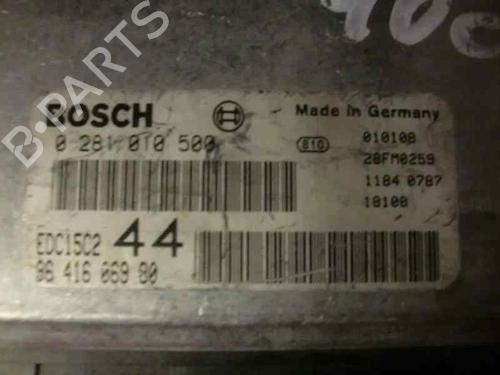 B-PARTS
BOSCH
Made in Germany
0 281 010 500
810
010108
28FM0259
1184 0787
10108
EDC15C2
44
96 416 069 80